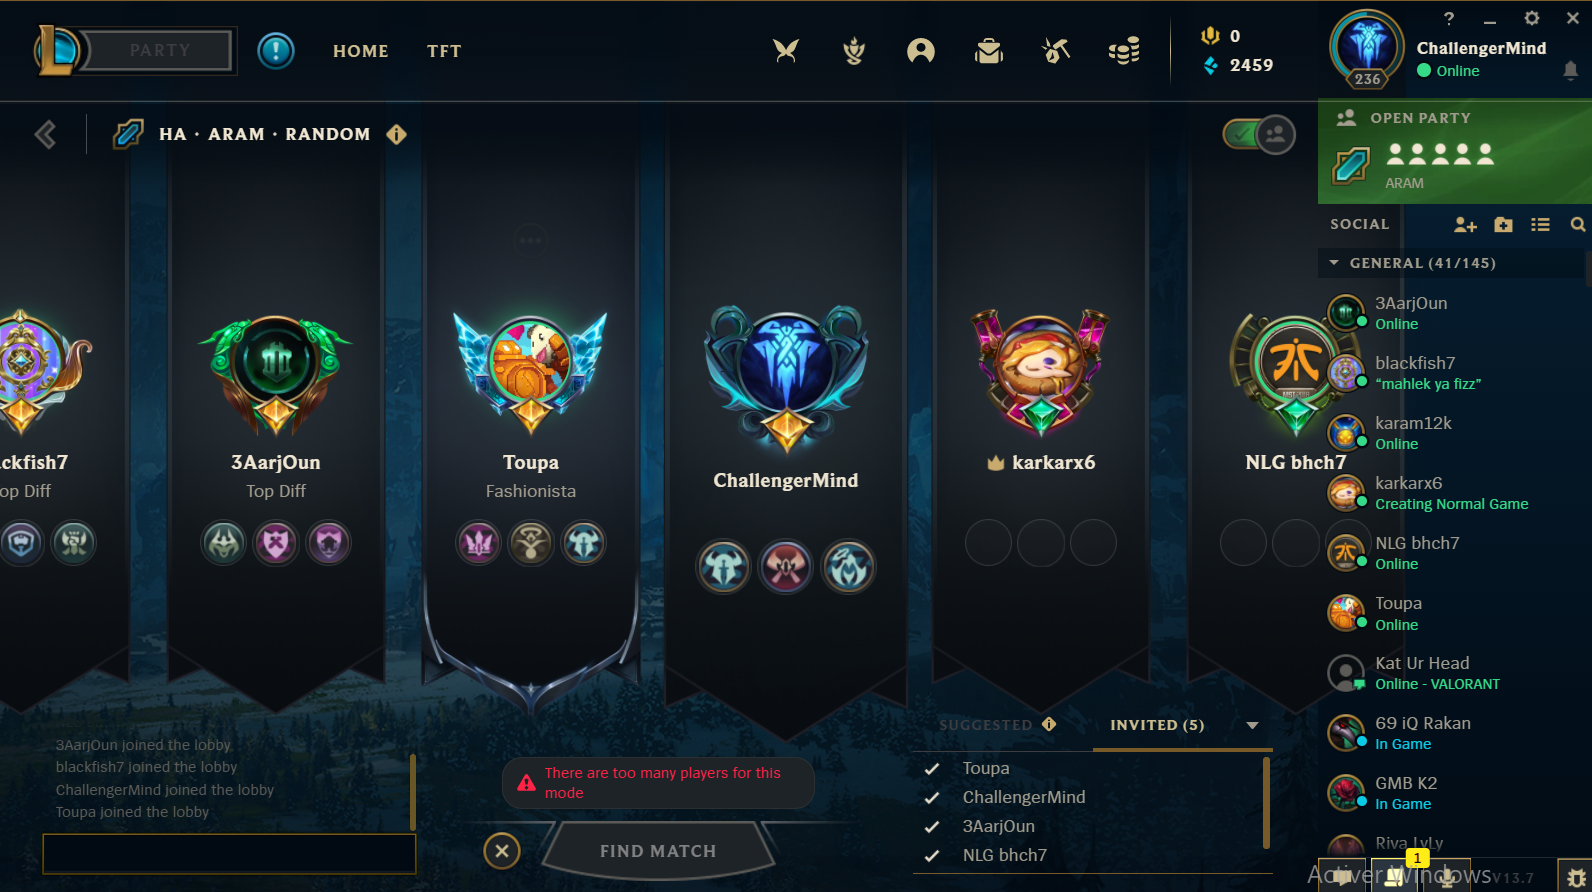 PARTY
HOME
TFT
0
2459
236
ChallengerMind
Online
HA • ARAM • RANDOM
OPEN PARTY
ARAM
SOCIAL
GENERAL (41/145)
3AarjOun
Online
blackfish7
“mahlek ya fizz”
karam12k
Online
karkarx6
Creating Normal Game
NLG bhch7
Online
Toupa
Online
Kat Ur Head
Online - VALORANT
69 iQ Rakan
In Game
GMB K2
In Game
Riva LyLy
ckfish7
op Diff
3AarjOun
Top Diff
Toupa
Fashionista
ChallengerMind
karkarx6
NLG bhch7
3AarjOun joined the lobby
blackfish7 joined the lobby
ChallengerMind joined the lobby
Toupa joined the lobby
There are too many players for this
mode
FIND MATCH
SUGGESTED
INVITED (5)
Toupa
ChallengerMind
3AarjOun
NLG bhch7
1
Activer Windows
V13.7